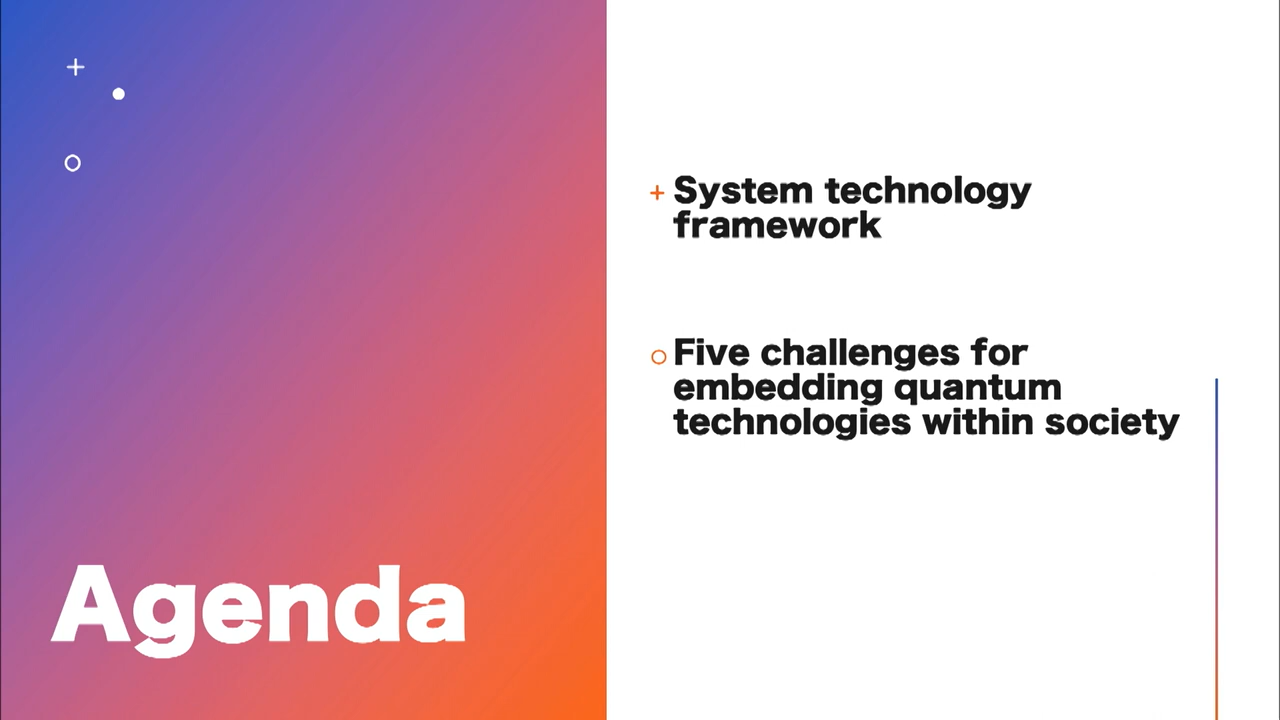 System technology
framework
Five challenges for
embedding quantum
technologies within society
Agenda